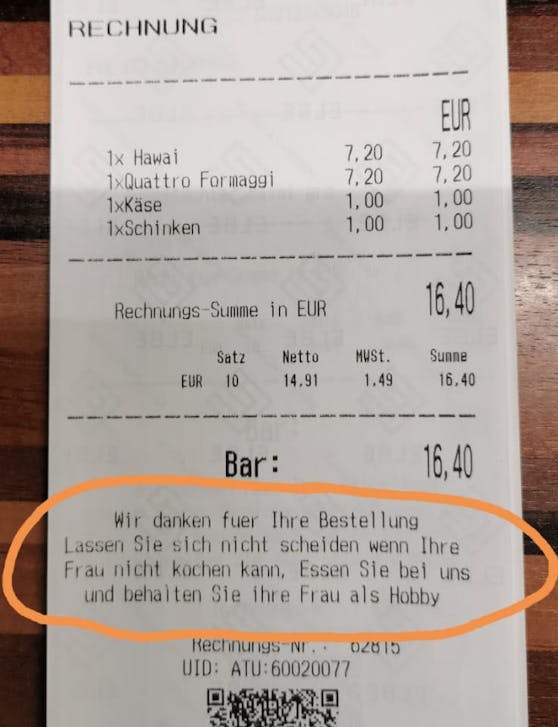 RECHNUNG
EUR
1x Hawai 7,20 7,20
1xQuattro Formaggi 7,20 7,20
1xKäse 1,00 1,00
1xSchinken 1,00 1,00
Rechnungs-Summe in EUR 16,40
Satz Netto MWSt. Summe
EUR 10 14,91 1,49 16,40
Bar: 16,40
Wir danken fuer Ihre Bestellung
Lassen Sie sich nicht scheiden wenn Ihre
Frau nicht kochen kann, Essen Sie bei uns
und behalten Sie ihre Frau als Hobby
Rechnungs-Nr.: 62815
UID: ATU:60020077